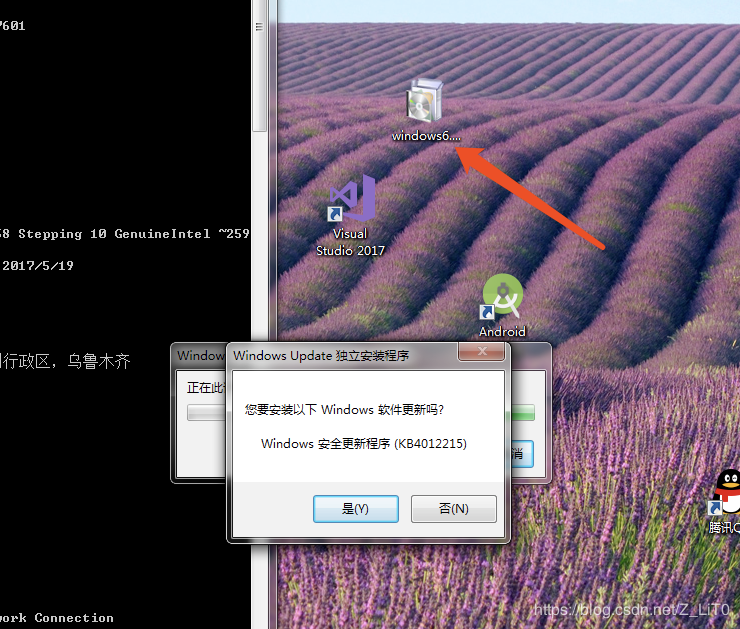 7601
windows6....
Visual
Studio 2017
58 Stepping 10 GenuineIntel ~259
2017/5/19
Android
行政区，乌鲁木齐
Window
Windows Update 独立安装程序
正在此
您要安装以下 Windows 软件更新吗?
Windows 安全更新程序 (KB4012215)
消
是(Y)
否(N)
腾讯Q
https://blog.csdn.net/Z_LiT0
work Connection